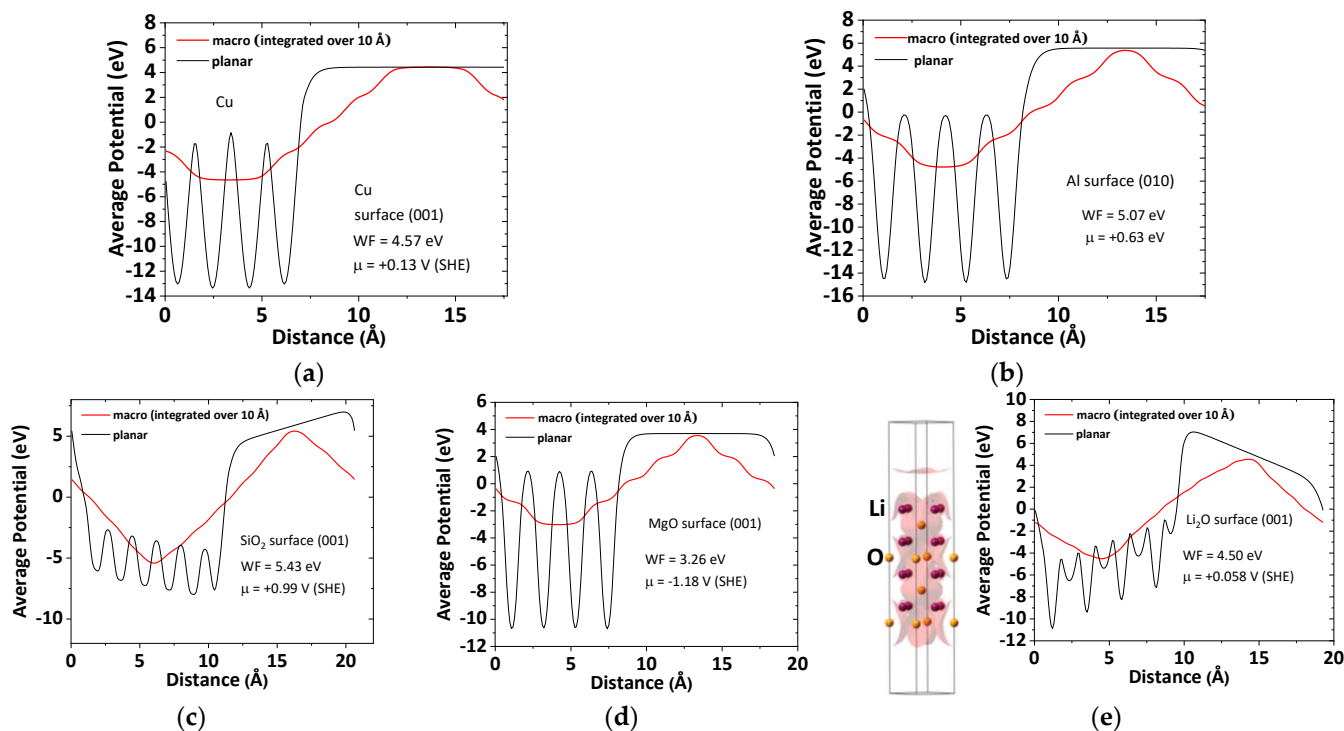 Average Potential (eV)
8
6
4
2
0
-2
-4
-6
-8
-10
-12
-14
macro (integrated over 10 Å)
planar
Cu
Cu
surface (001)
WF = 4.57 eV
μ = +0.13 V (SHE)
0 5 10 15
Distance (Å)
(a)
Average Potential (eV)
8
6
4
2
0
-2
-4
-6
-8
-10
-12
-14
-16
macro (integrated over 10 Å)
planar
Al surface (010)
WF = 5.07 eV
μ = +0.63 eV
0 5 10 15
Distance (Å)
(b)
Average Potential (eV)
5
0
-5
-10
macro (integrated over 10 Å)
planar
SiO₂ surface (001)
WF = 5.43 eV
μ = +0.99 V (SHE)
0 5 10 15 20
Distance (Å)
(c)
Average Potential (eV)
6
4
2
0
-2
-4
-6
-8
-10
-12
macro (integrated over 10 Å)
planar
MgO surface (001)
WF = 3.26 eV
μ = -1.18 V (SHE)
0 5 10 15 20
Distance (Å)
(d)
Li
O
Average Potential (eV)
10
8
6
4
2
0
-2
-4
-6
-8
-10
-12
macro (integrated over 10 Å)
planar
Li₂O surface (001)
WF = 4.50 eV
μ = +0.058 V (SHE)
0 5 10 15 20
Distance (Å)
(e)